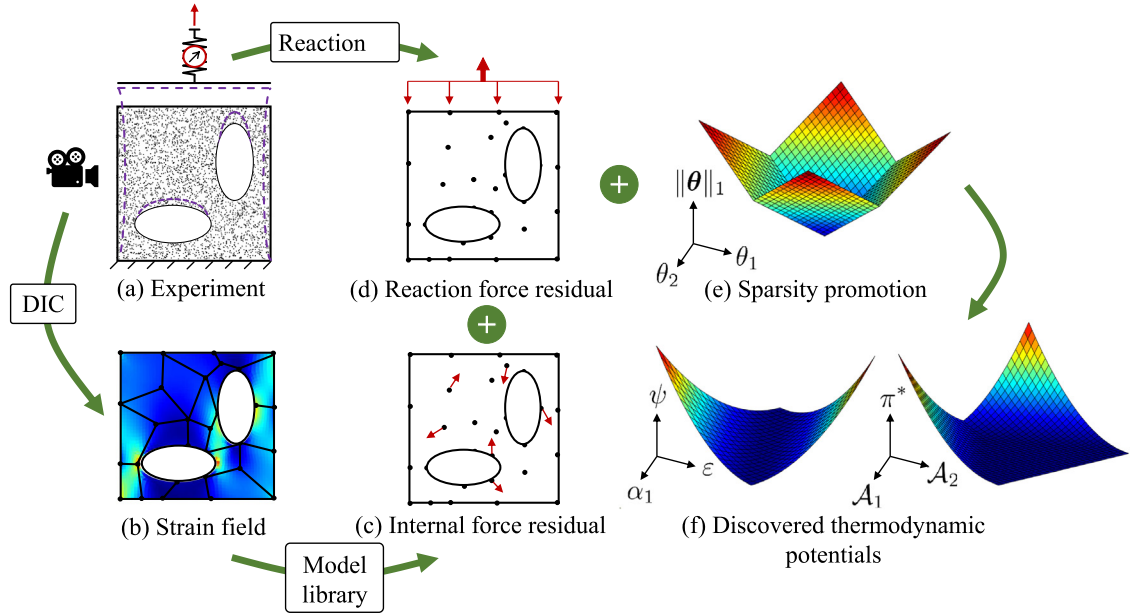 Reaction
(a) Experiment
DIC
(d) Reaction force residual
+
‖θ‖₁
θ₁
θ₂
(e) Sparsity promotion
+
(b) Strain field
Model
library
(c) Internal force residual
ψ
ε
α₁
π*
𝒜₂
𝒜₁
(f) Discovered thermodynamic
potentials